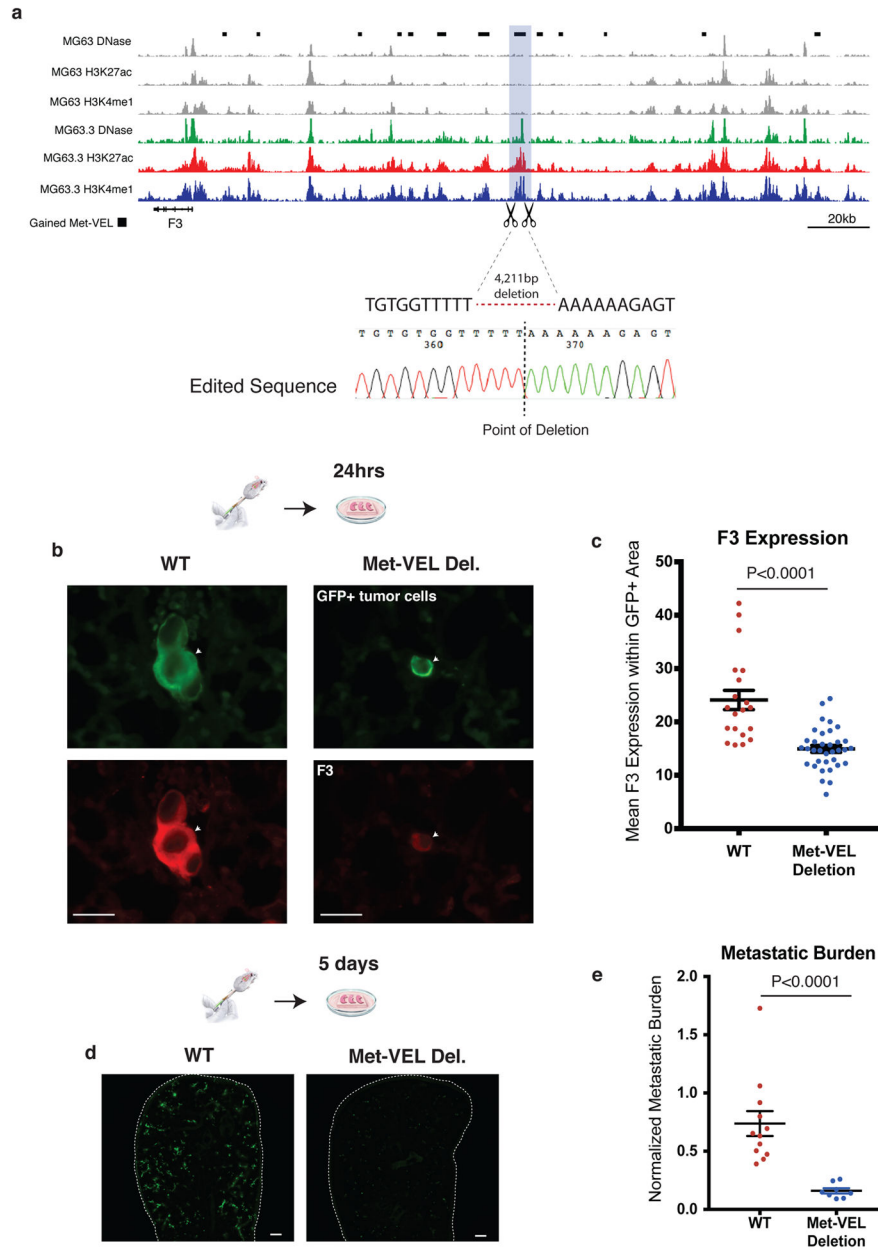 a
MG63 DNase
MG63 H3K27ac
MG63 H3K4me1
MG63.3 DNase
MG63.3 H3K27ac
MG63.3 H3K4me1
Gained Met-VEL
F3
20kb
4,211bp
deletion
TGTGGTTTTT
AAAAAAGAGT
T G T G T G G T T T T T A A A A A A G A G T
360
370
Edited Sequence
Point of Deletion
24hrs
b
WT
Met-VEL Del.
GFP+ tumor cells
F3
c
F3 Expression
Mean F3 Expression within GFP+ Area
50
40
30
20
10
0
P<0.0001
WT
Met-VEL
Deletion
5 days
d
WT
Met-VEL Del.
e
Metastatic Burden
Normalized Metastatic Burden
2.0
1.5
1.0
0.5
0.0
P<0.0001
WT
Met-VEL
Deletion